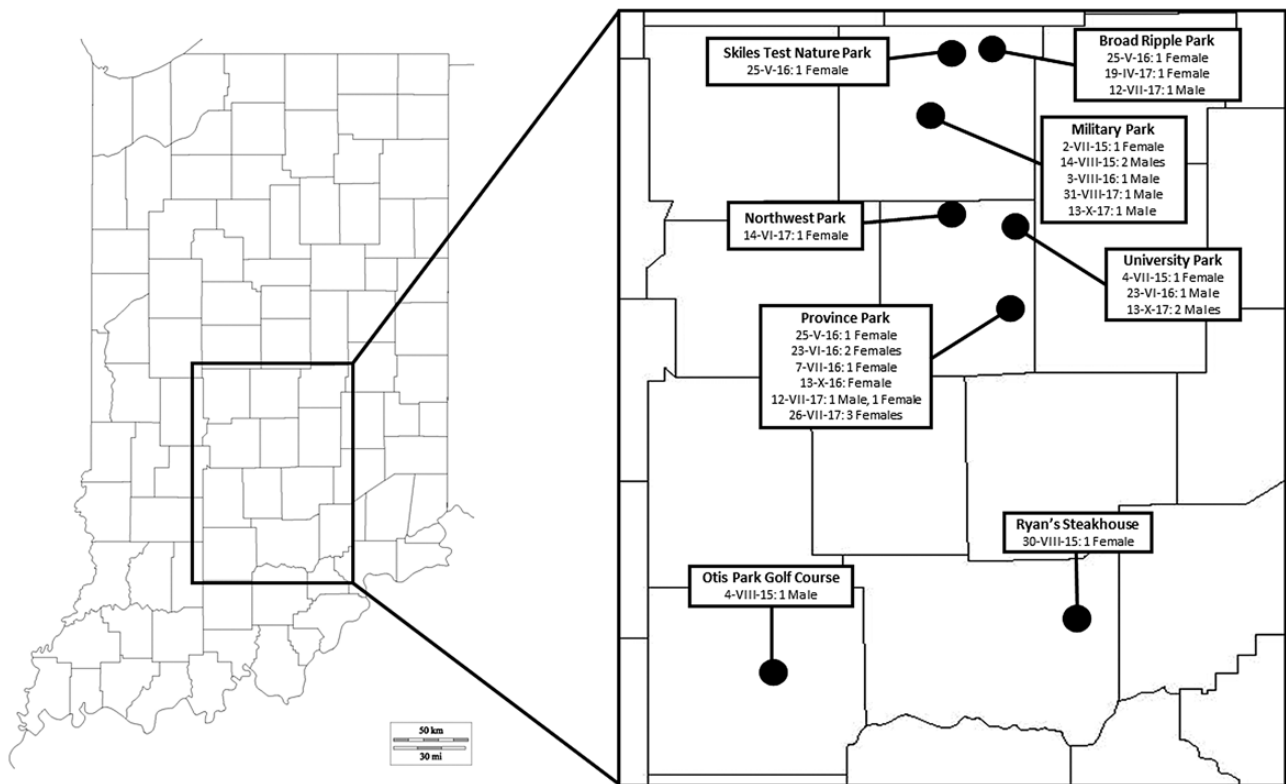 Skiles Test Nature Park
25-V-16: 1 Female
Broad Ripple Park
25-V-16: 1 Female
19-IV-17: 1 Female
12-VII-17: 1 Male
Military Park
2-VII-15: 1 Female
14-VIII-15: 2 Males
3-VIII-16: 1 Male
31-VIII-17: 1 Male
13-X-17: 1 Male
Northwest Park
14-VI-17: 1 Female
University Park
4-VII-15: 1 Female
23-VI-16: 1 Male
13-X-17: 2 Males
Province Park
25-V-16: 1 Female
23-VI-16: 2 Females
7-VII-16: 1 Female
13-X-16: Female
12-VII-17: 1 Male, 1 Female
26-VII-17: 3 Females
Ryan's Steakhouse
30-VIII-15: 1 Female
Otis Park Golf Course
4-VIII-15: 1 Male
50 km
30 mi